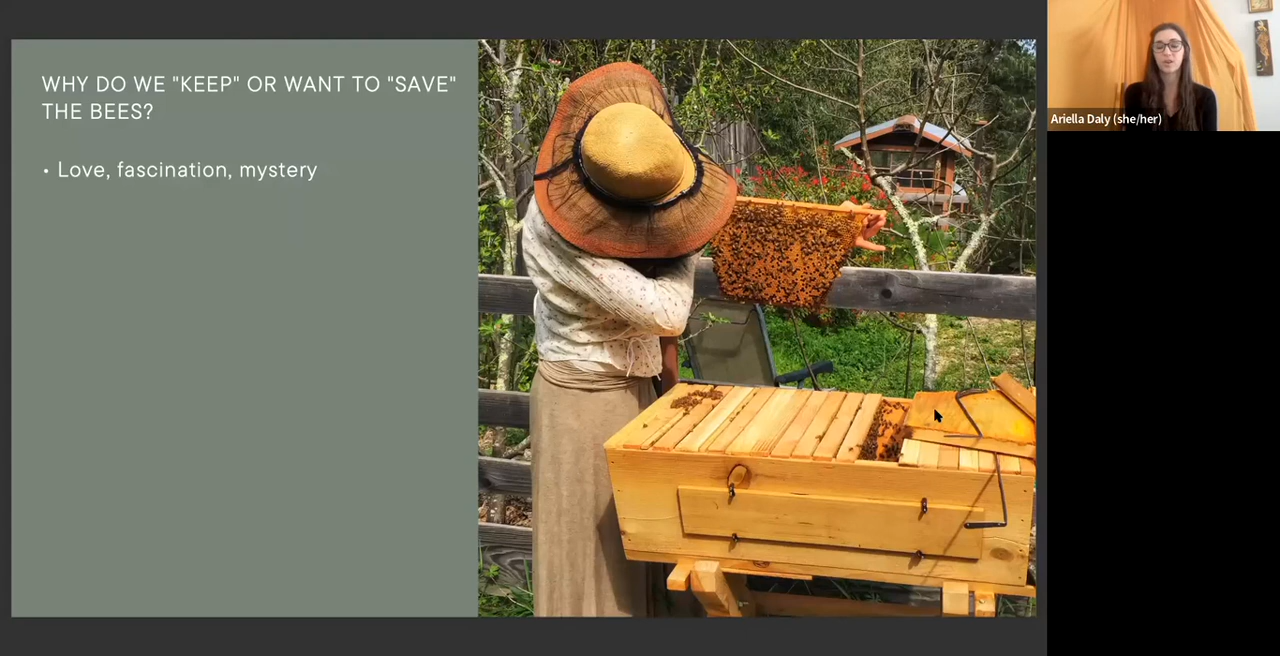 WHY DO WE "KEEP" OR WANT TO "SAVE"
THE BEES?
• Love, fascination, mystery
Ariella Daly (she/her)